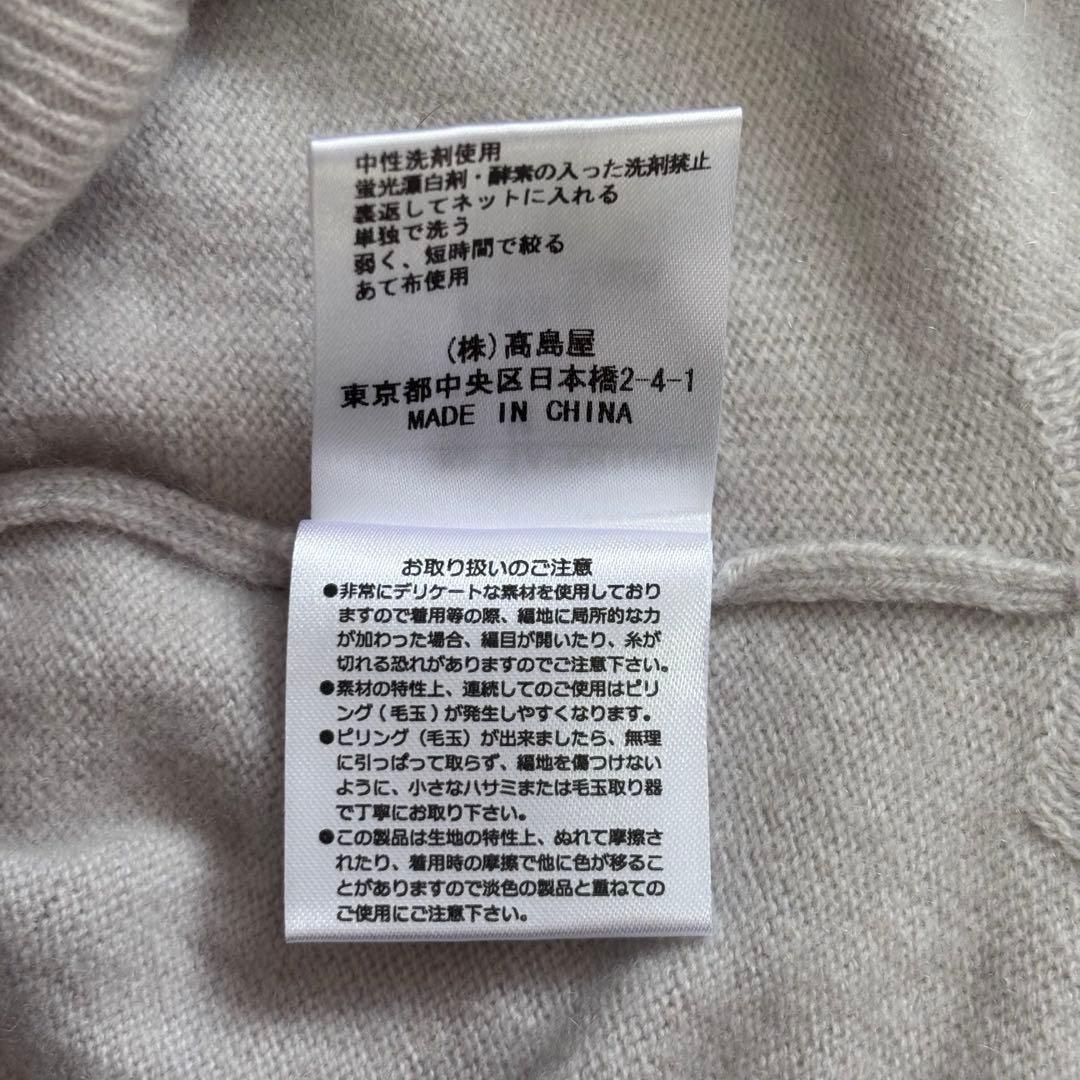 中性洗剤使用
蛍光漂白剤・酵素の入った洗剤禁止
裏返してネットに入れる
単独で洗う
弱く、短時間で絞る
あて布使用
(株)髙島屋
東京都中央区日本橋2-4-1
MADE IN CHINA
お取り扱いのご注意
●非常にデリケートな素材を使用しており
ますので着用等の際、編地に局所的な力
が加わった場合、編目が開いたり、糸が
切れる恐れがありますのでご注意下さい。
●素材の特性上、連続してのご使用はピリ
ング(毛玉)が発生しやすくなります。
●ピリング(毛玉)が出来ましたら、無理
に引っぱって取らず、編地を傷つけない
ように、小さなハサミまたは毛玉取り器
で丁寧にお取り下さい。
●この製品は生地の特性上、ぬれて摩擦さ
れたり、着用時の摩擦で他に色が移るこ
とがありますので淡色の製品と重ねての
ご使用にご注意下さい。